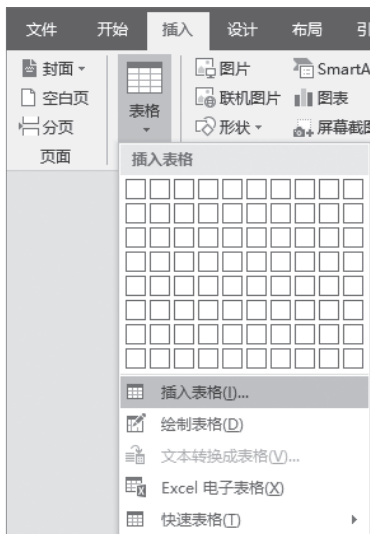 文件 开始 插入 设计 布局
封面 图片 SmartA
空白页 表格 联机图片 图表
分页 形状 屏幕截
页面
插入表格
插入表格(I)...
绘制表格(D)
文本转换成表格(V)...
Excel 电子表格(X)
快速表格(T)